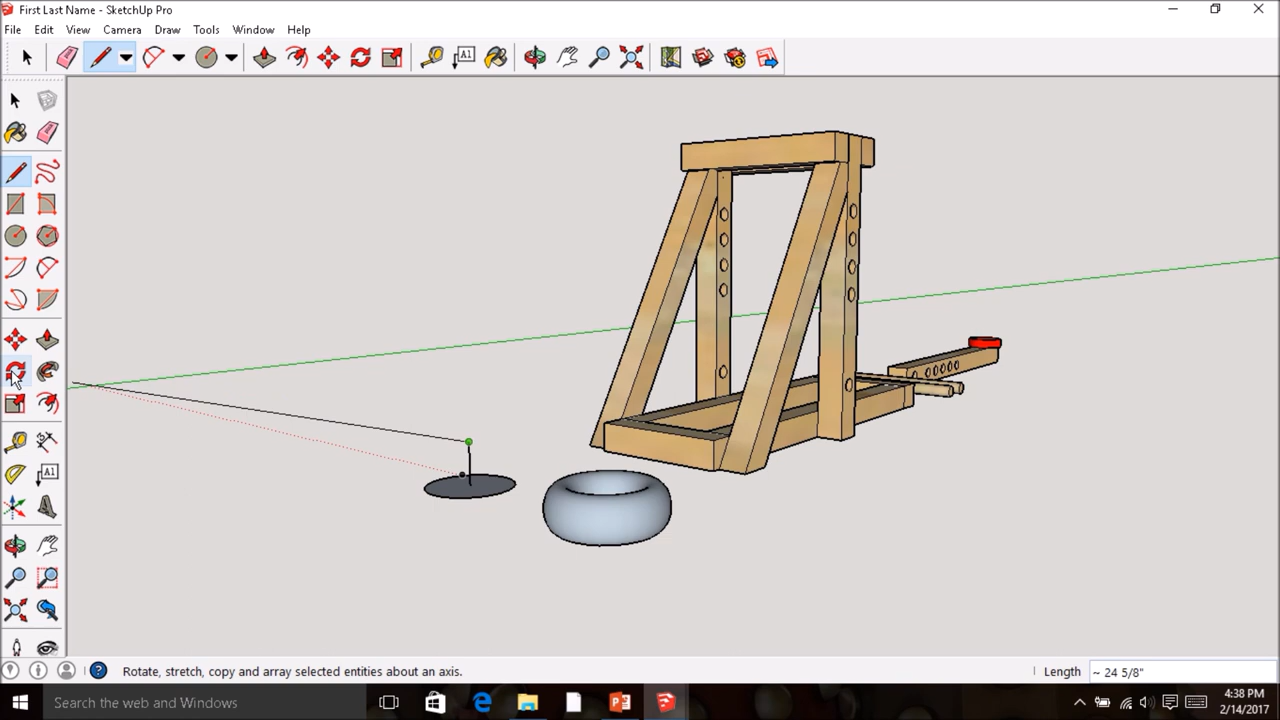 First Last Name - SketchUp Pro
File Edit View Camera Draw Tools Window Help
A1
A1
Rotate, stretch, copy and array selected entities about an axis.
Length ~ 24 5/8"
Search the web and Windows
4:38 PM
2/14/2017